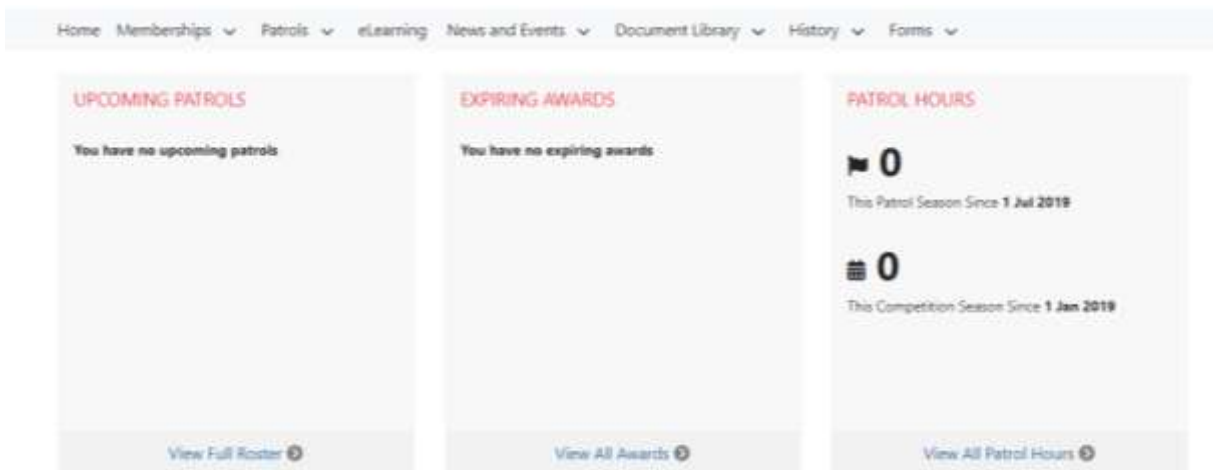 Home Memberships Patrols eLearning News and Events Document Library History Forms
UPCOMING PATROLS
You have no upcoming patrols
View Full Roster
EXPIRING AWARDS
You have no expiring awards
View All Awards
PATROL HOURS
0
This Patrol Season Since 1 Jul 2019
0
This Competition Season Since 1 Jan 2019
View All Patrol Hours